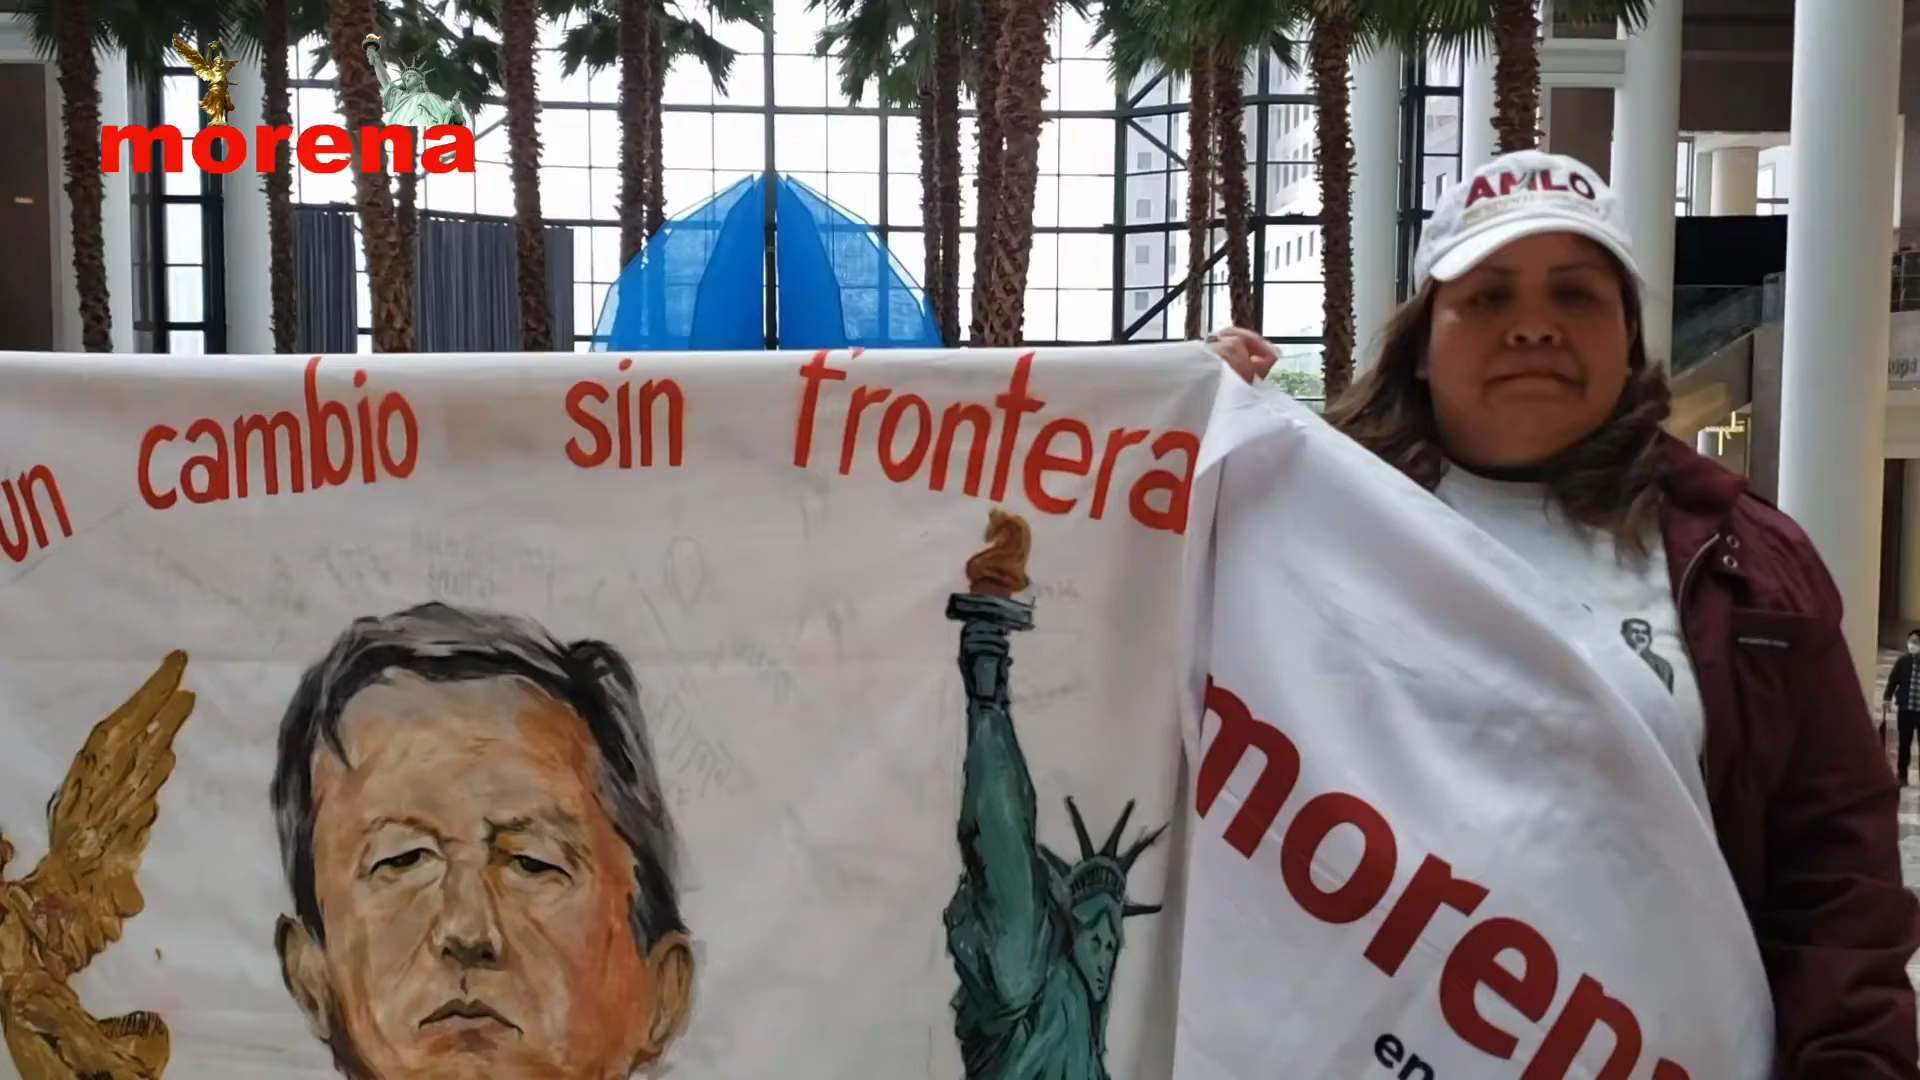 morena
AMLO
un cambio sin frontera
morena
en